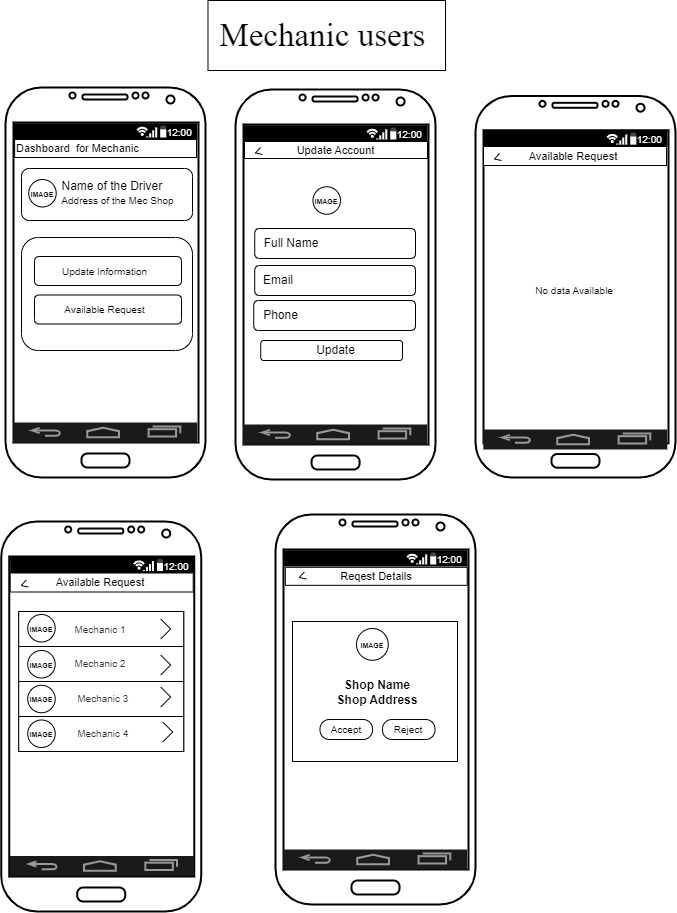 Mechanic users
12:00
Dashboard for Mechanic
IMAGE
Name of the Driver
Address of the Mec Shop
Update Information
Available Request
12:00
Update Account
IMAGE
Full Name
Email
Phone
Update
12:00
Available Request
No data Available
12:00
Available Request
IMAGE Mechanic 1
IMAGE Mechanic 2
IMAGE Mechanic 3
IMAGE Mechanic 4
12:00
Reqest Details
IMAGE
Shop Name
Shop Address
Accept Reject